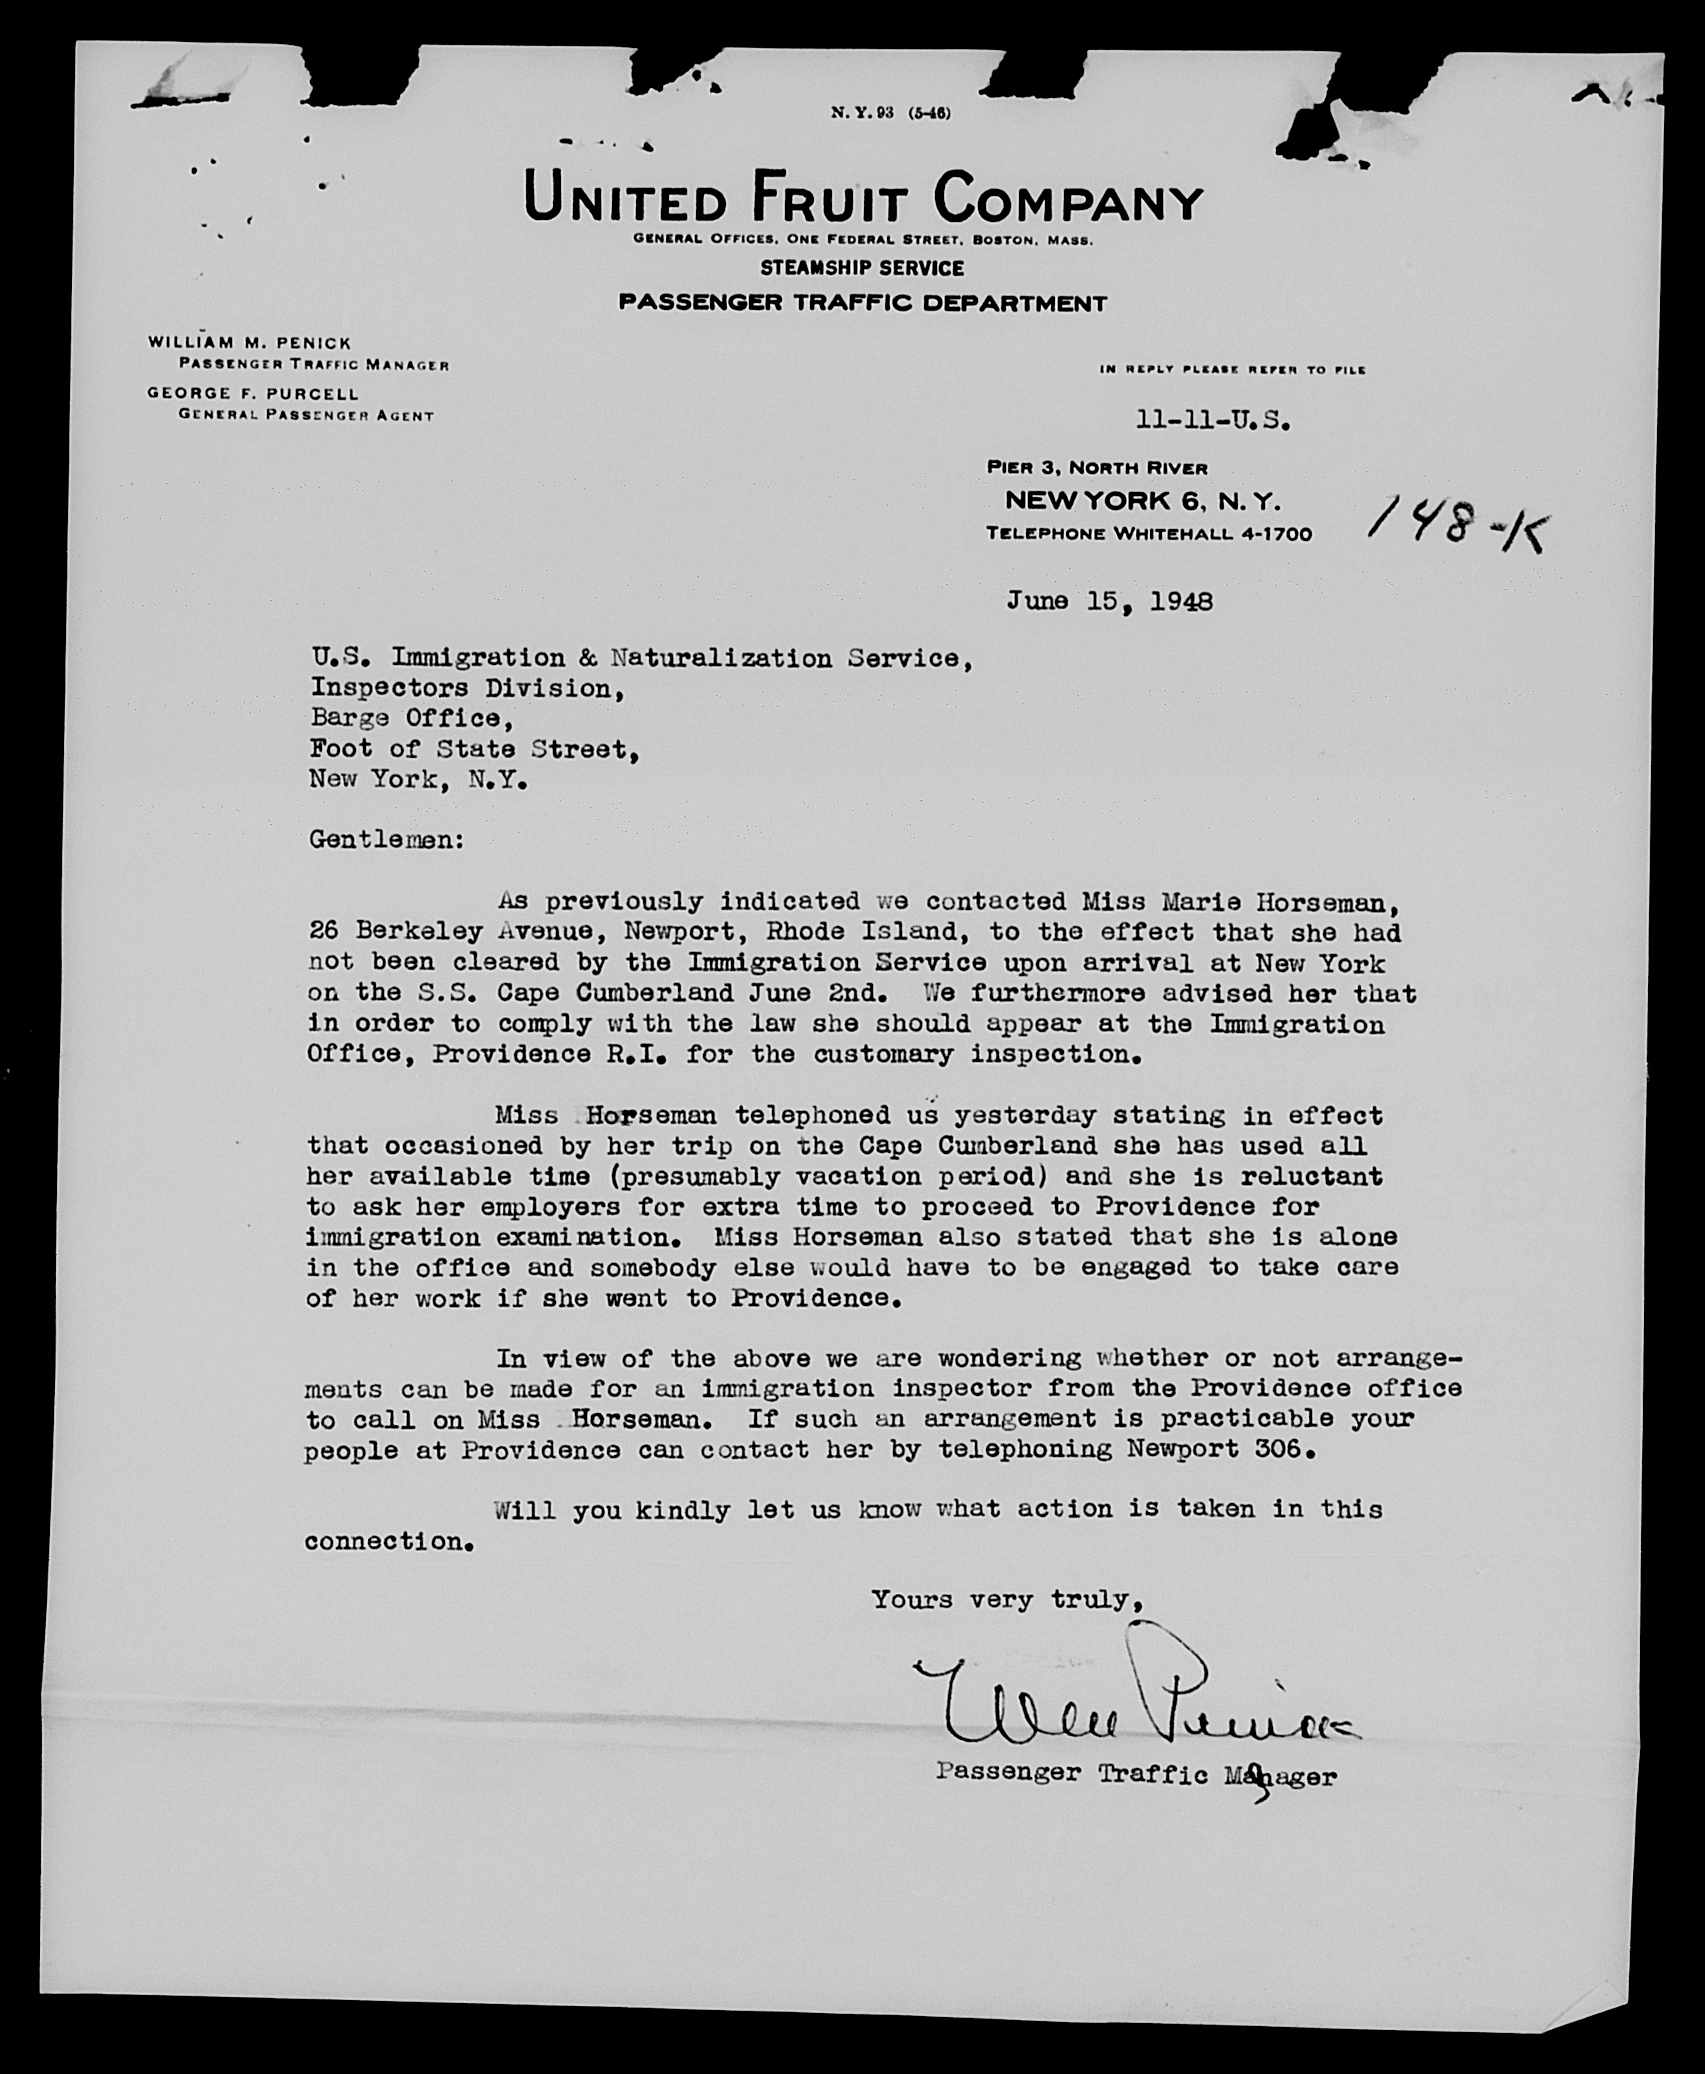 N. Y. 93 (5-46)
UNITED FRUIT COMPANY
GENERAL OFFICES, ONE FEDERAL STREET, BOSTON, MASS.
STEAMSHIP SERVICE
PASSENGER TRAFFIC DEPARTMENT
WILLIAM M. PENICK
PASSENGER TRAFFIC MANAGER
GEORGE F. PURCELL
GENERAL PASSENGER AGENT
IN REPLY PLEASE REFER TO FILE
11-11-U.S.
PIER 3, NORTH RIVER
NEW YORK 6, N. Y.
TELEPHONE WHITEHALL 4-1700
148-K
June 15, 1948
U.S. Immigration & Naturalization Service,
Inspectors Division,
Barge Office,
Foot of State Street,
New York, N.Y.
Gentlemen:
As previously indicated we contacted Miss Marie Horseman,
26 Berkeley Avenue, Newport, Rhode Island, to the effect that she had
not been cleared by the Immigration Service upon arrival at New York
on the S.S. Cape Cumberland June 2nd. We furthermore advised her that
in order to comply with the law she should appear at the Immigration
Office, Providence R.I. for the customary inspection.
Miss Horseman telephoned us yesterday stating in effect
that occasioned by her trip on the Cape Cumberland she has used all
her available time (presumably vacation period) and she is reluctant
to ask her employers for extra time to proceed to Providence for
immigration examination. Miss Horseman also stated that she is alone
in the office and somebody else would have to be engaged to take care
of her work if she went to Providence.
In view of the above we are wondering whether or not arrange-
ments can be made for an immigration inspector from the Providence office
to call on Miss Horseman. If such an arrangement is practicable your
people at Providence can contact her by telephoning Newport 306.
Will you kindly let us know what action is taken in this
connection.
Yours very truly,
Wm Penick
Passenger Traffic Manager